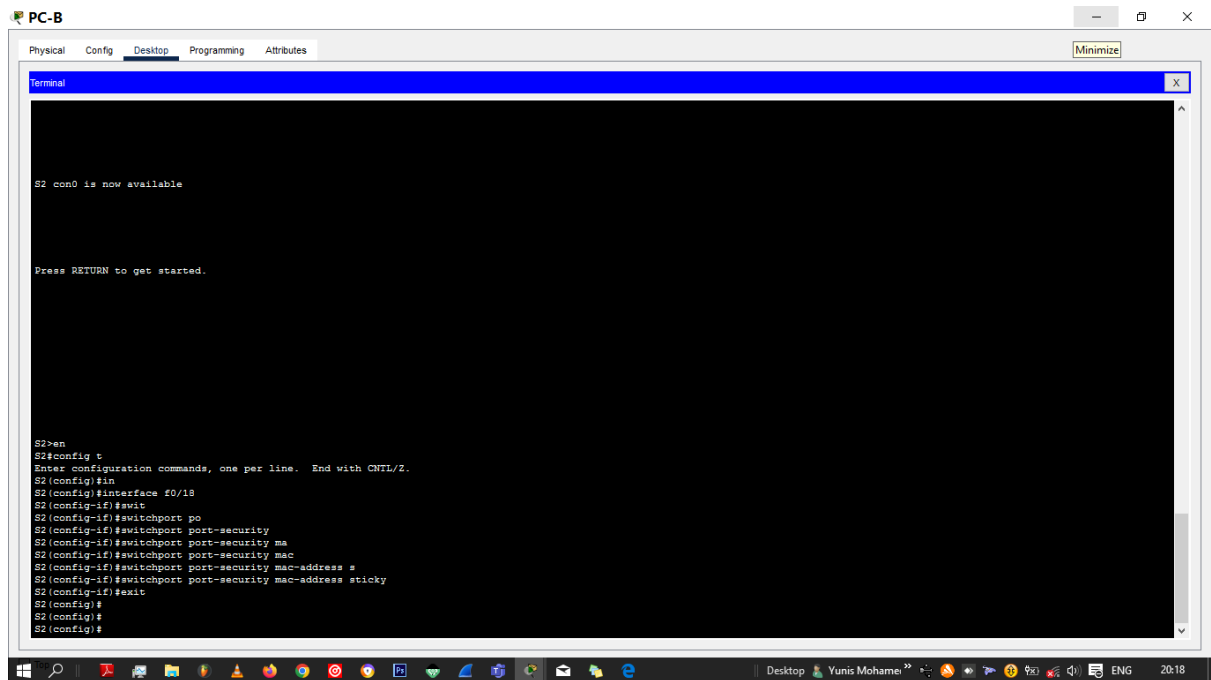 PC-B
Physical Config Desktop Programming Attributes
Minimize
Terminal
X
S2 con0 is now available
Press RETURN to get started.
S2>en
S2#config t
Enter configuration commands, one per line.  End with CNTL/Z.
S2(config)#in
S2(config)#interface f0/18
S2(config-if)#swit
S2(config-if)#switchport po
S2(config-if)#switchport port-security
S2(config-if)#switchport port-security ma
S2(config-if)#switchport port-security mac
S2(config-if)#switchport port-security mac-address s
S2(config-if)#switchport port-security mac-address sticky
S2(config-if)#exit
S2(config)#
S2(config)#
S2(config)#
Top
Ps
Desktop Yunis Mohamed
ENG 20:18